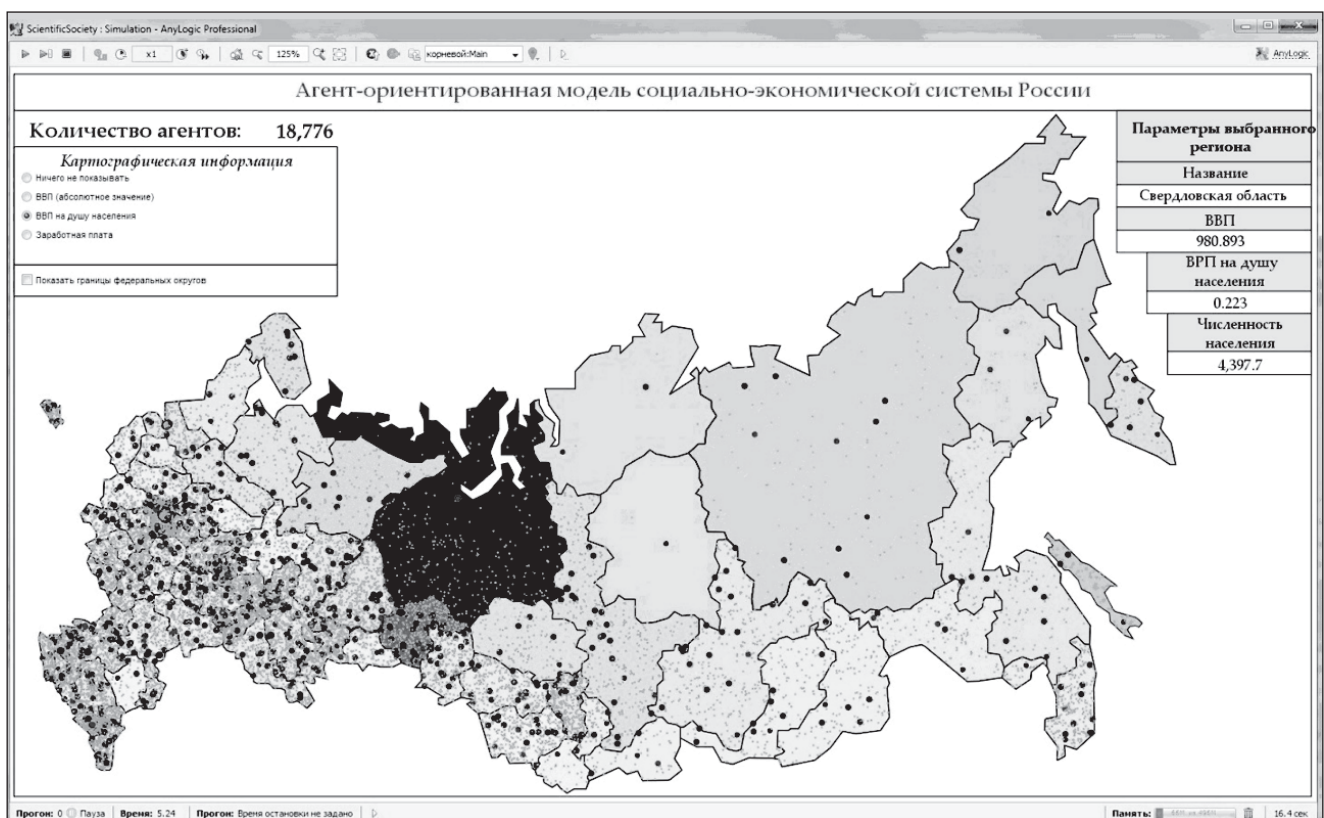 ScientificSociety : Simulation - AnyLogic Professional
x1 125% корневой:Main AnyLogic
Агент-ориентированная модель социально-экономической системы России
Количество агентов: 18,776
Картографическая информация
Ничего не показывать
ВВП (абсолютное значение)
ВВП на душу населения
Заработная плата
Показать границы федеральных округов
Параметры выбранного
региона
Название
Свердловская область
ВВП
980.893
ВРП на душу
населения
0.223
Численность
населения
4,397.7
Прогон: 0 Пауза Время: 5.24 Прогон: Время остановки не задано Память: 16.4 сек